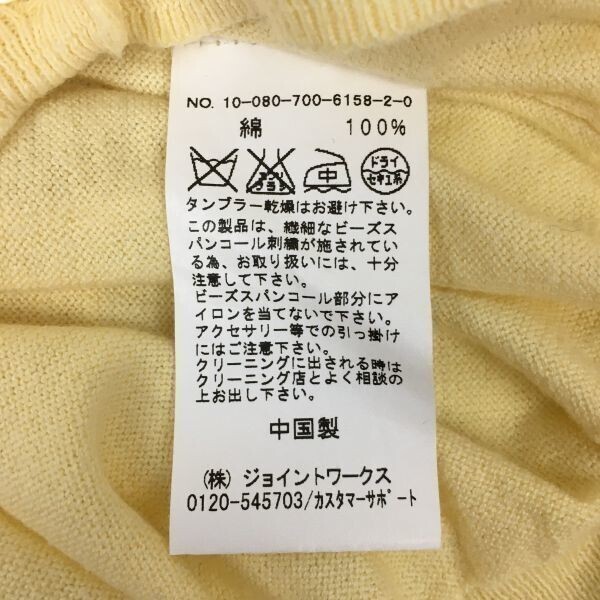 NO. 10-080-700-6158-2-0
綿 100%
エンソ サラシ 中 ドライ
セキユ系
タンブラー乾燥はお避け下さい。
この製品は、繊細なビーズス
パンコール刺繍が施されてい
る為、お取り扱いには、十分
注意して下さい。
ビーズスパンコール部分にア
イロンを当てないで下さい。
アクセサリー等での引っ掛け
にはご注意下さい。
クリーニングに出される時は
クリーニング店とよく相談の
上お出し下さい。
中国製
(株) ジョイントワークス
0120-545703/カスタマーサポート